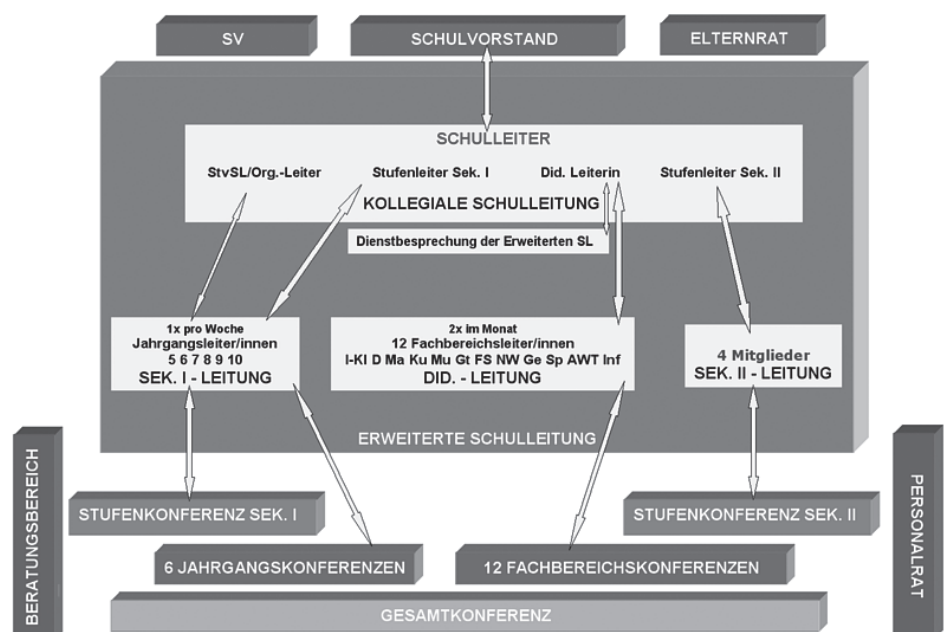 SV
SCHULVORSTAND
ELTERNRAT
SCHULLEITER
StvSL/Org.-Leiter
Stufenleiter Sek. I
Did. Leiterin
Stufenleiter Sek. II
KOLLEGIALE SCHULLEITUNG
Dienstbesprechung der Erweiterten SL
1x pro Woche
Jahrgangsleiter/innen
5 6 7 8 9 10
SEK. I - LEITUNG
2x im Monat
12 Fachbereichsleiter/innen
I-KI D Ma Ku Mu Gt FS NW Ge Sp AWT Inf
DID. - LEITUNG
4 Mitglieder
SEK. II - LEITUNG
ERWEITERTE SCHULLEITUNG
BERATUNGSBEREICH
PERSONALRAT
STUFENKONFERENZ SEK. I
STUFENKONFERENZ SEK. II
6 JAHRGANGSKONFERENZEN
12 FACHBEREICHSKONFERENZEN
GESAMTKONFERENZ